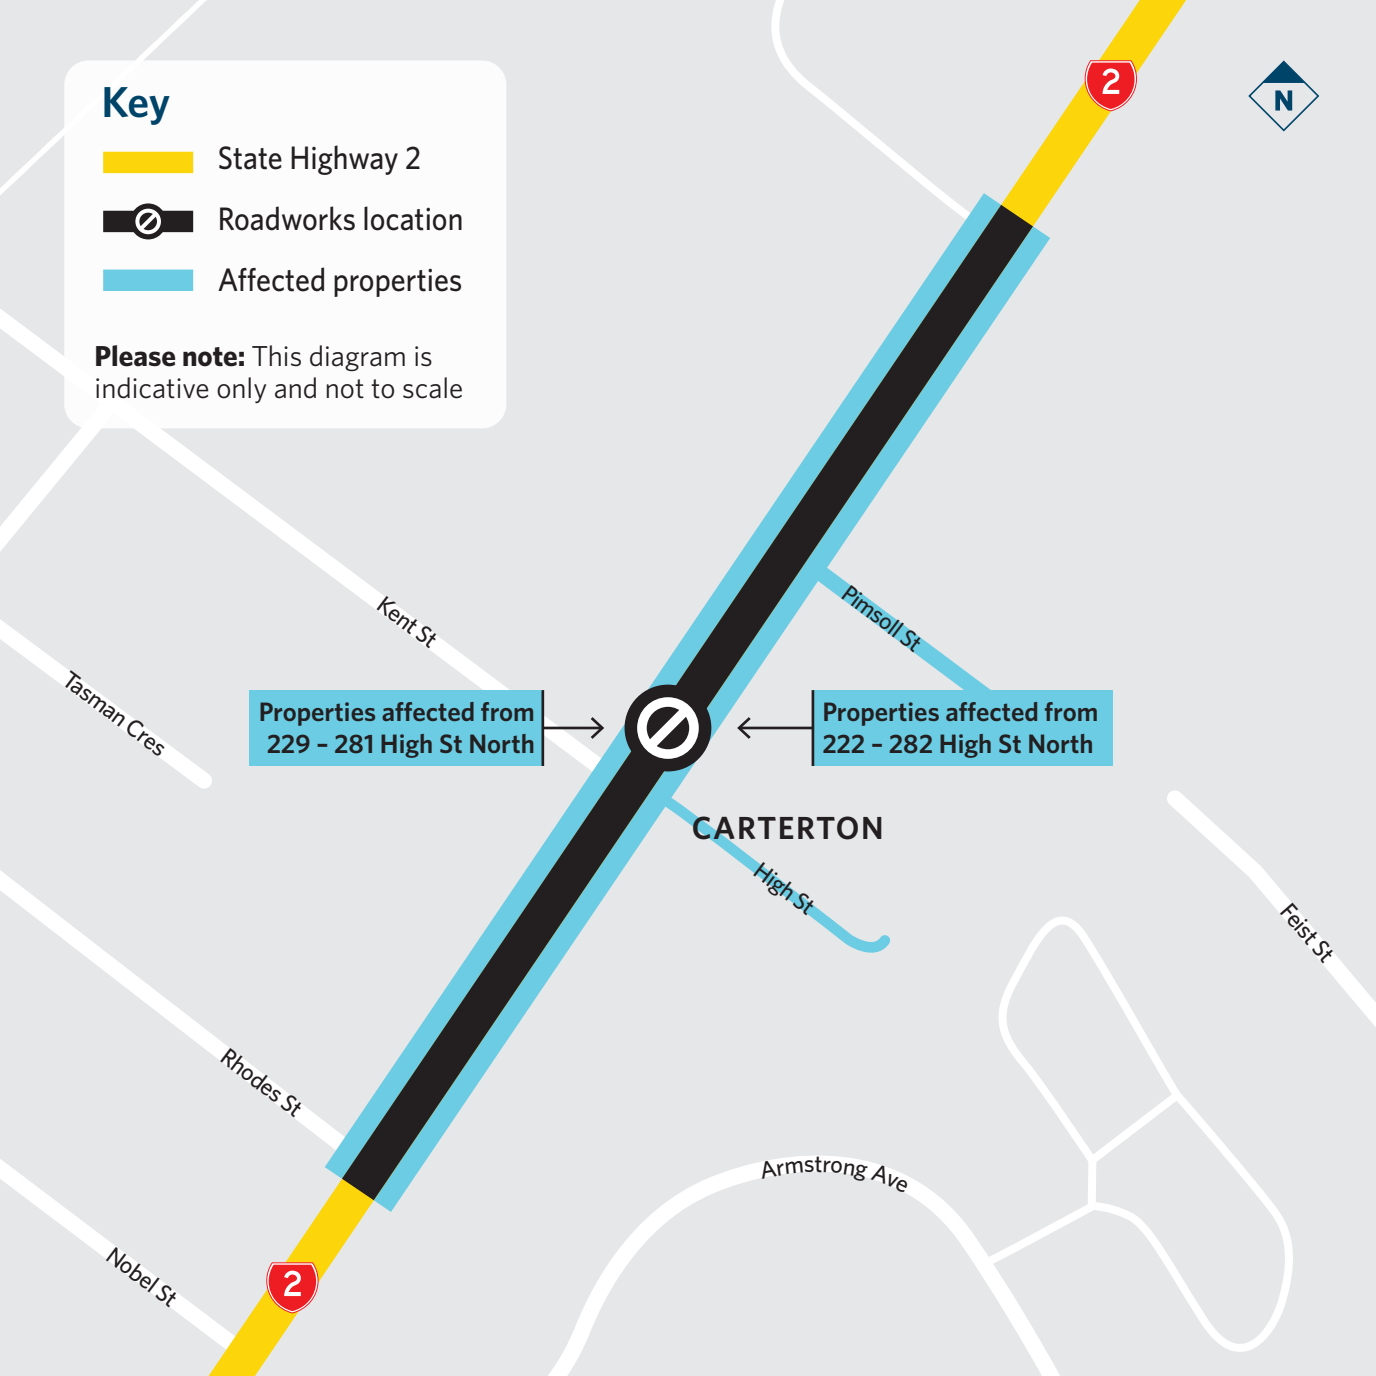 2
N
Key
State Highway 2
Roadworks location
Affected properties
Please note: This diagram is
indicative only and not to scale
Kent St
Pimsoll St
Tasman Cres
Properties affected from
229 – 281 High St North
Properties affected from
222 – 282 High St North
CARTERTON
High St
Feist St
Rhodes St
Armstrong Ave
Nobel St
2